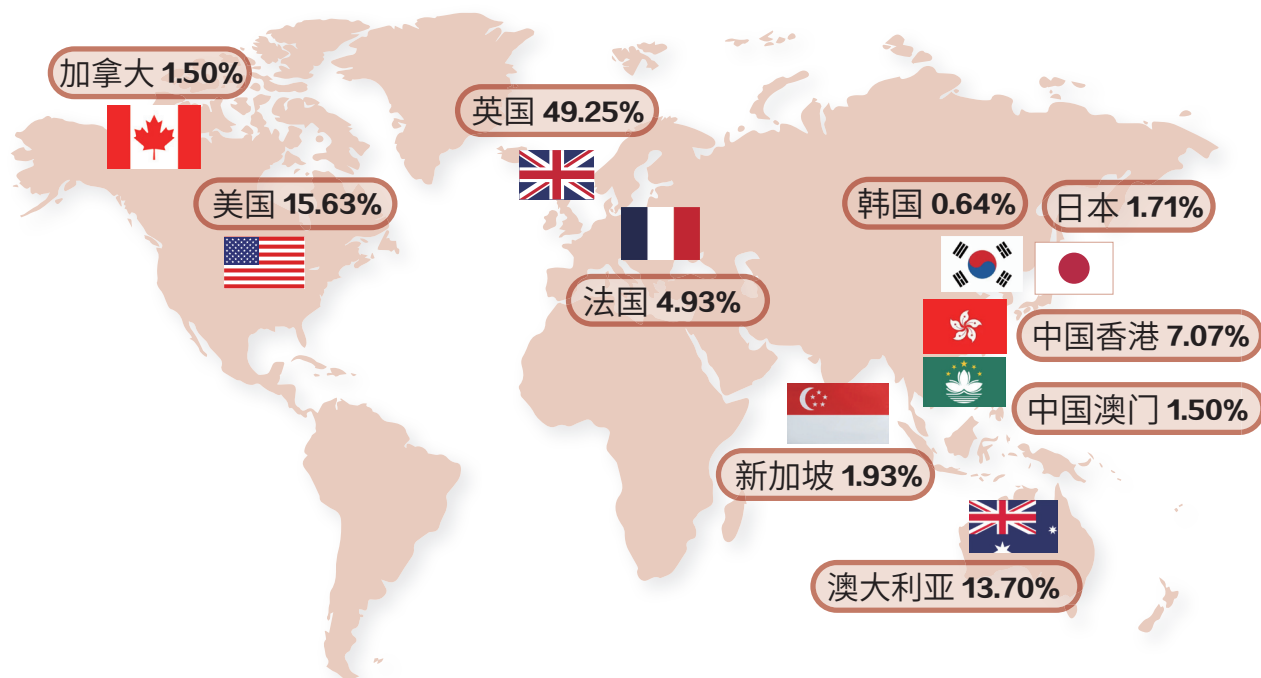 加拿大 1.50%
英国 49.25%
美国 15.63%
韩国 0.64%
日本 1.71%
法国 4.93%
中国香港 7.07%
中国澳门 1.50%
新加坡 1.93%
澳大利亚 13.70%